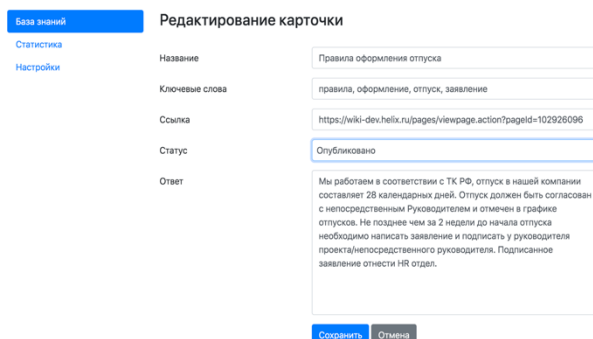 База знаний
Статистика
Настройки
Редактирование карточки
Название
Правила оформления отпуска
Ключевые слова
правила, оформление, отпуск, заявление
Ссылка
https://wiki-dev.helix.ru/pages/viewpage.action?pageId=102926096
Статус
Опубликовано
Ответ
Мы работаем в соответствии с ТК РФ, отпуск в нашей компании
составляет 28 календарных дней. Отпуск должен быть согласован
с непосредственным Руководителем и отмечен в графике
отпусков. Не позднее чем за 2 недели до начала отпуска
необходимо написать заявление и подписать у руководителя
проекта/непосредственного руководителя. Подписанное
заявление отнести HR отдел.
Сохранить
Отмена